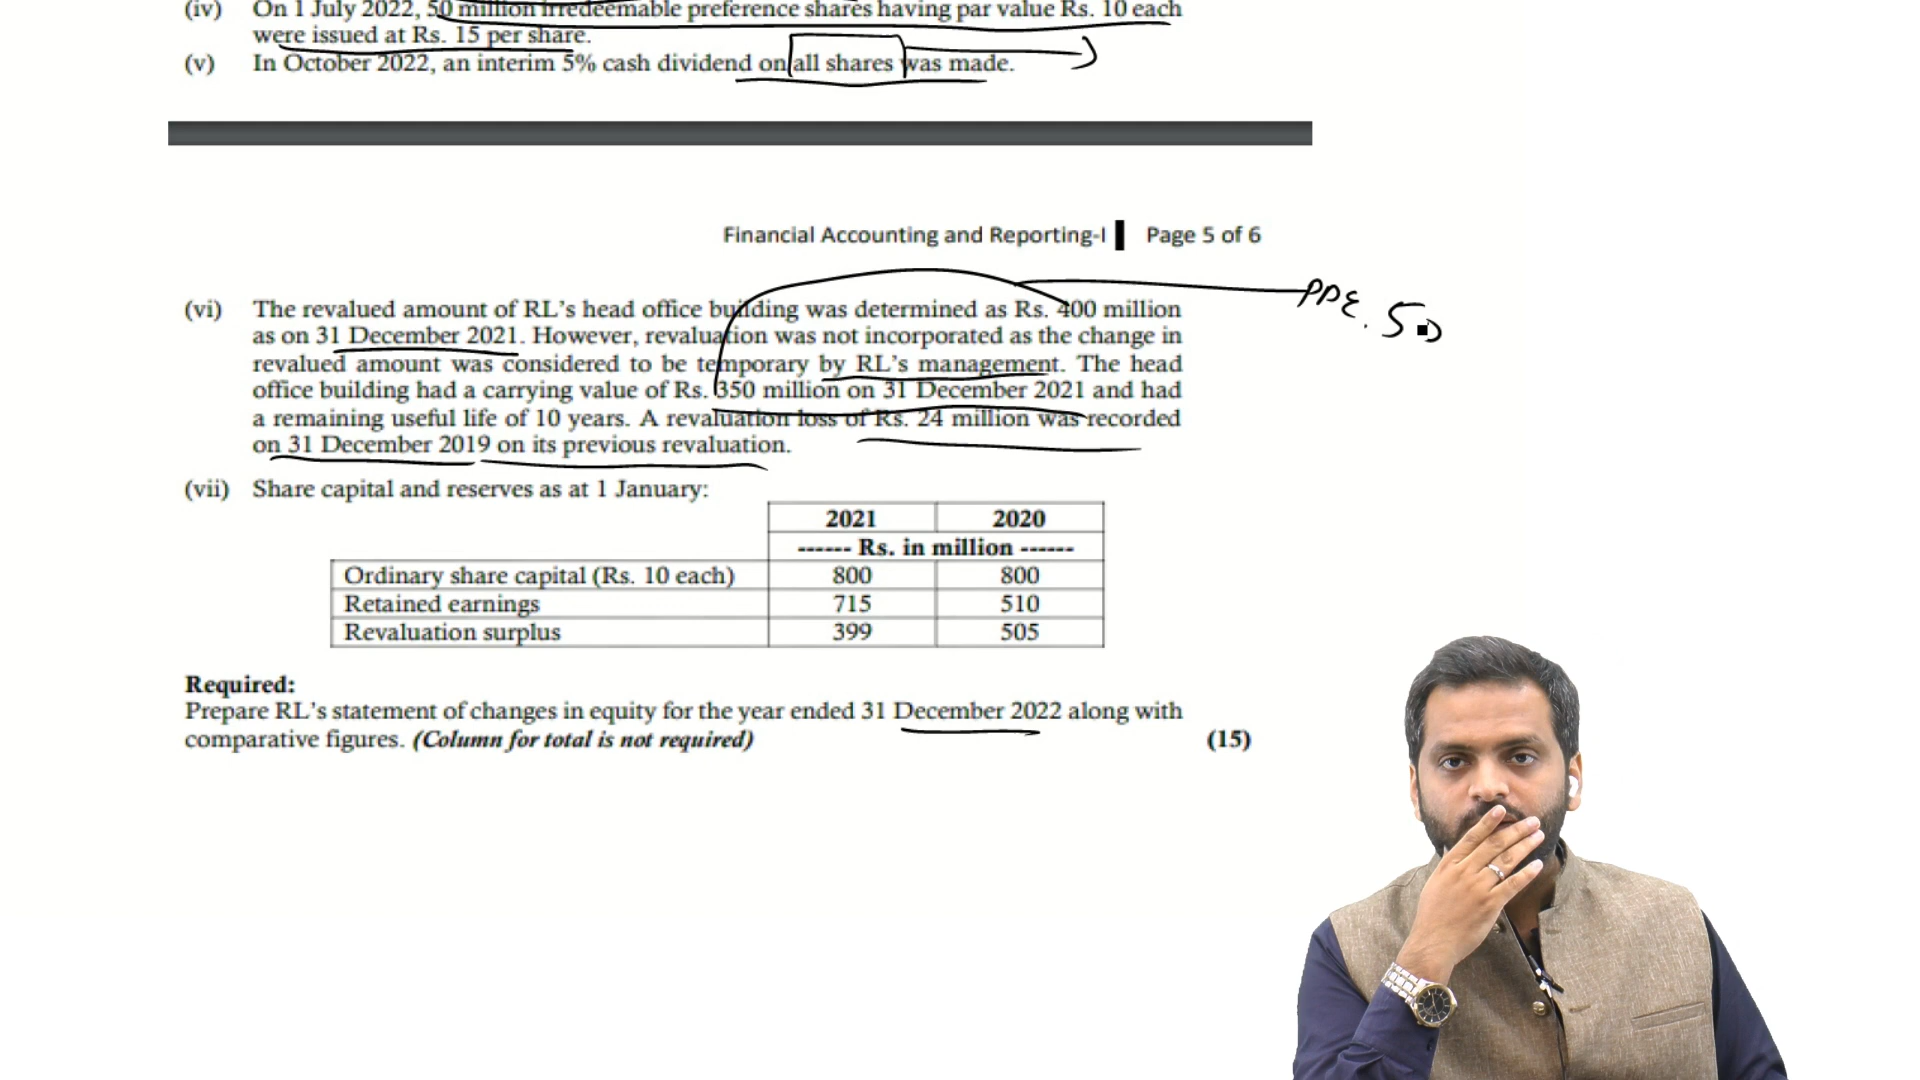 (iv) On 1 July 2022, 50 million irredeemable preference shares having par value Rs. 10 each
were issued at Rs. 15 per share.
(v) In October 2022, an interim 5% cash dividend on all shares was made.
Financial Accounting and Reporting-I Page 5 of 6
(vi) The revalued amount of RL's head office building was determined as Rs. 400 million
as on 31 December 2021. However, revaluation was not incorporated as the change in
revalued amount was considered to be temporary by RL's management. The head
office building had a carrying value of Rs. 350 million on 31 December 2021 and had
a remaining useful life of 10 years. A revaluation loss of Rs. 24 million was recorded
on 31 December 2019 on its previous revaluation.
PPE. 50
(vii) Share capital and reserves as at 1 January:
2021 2020
------ Rs. in million ------
Ordinary share capital (Rs. 10 each) 800 800
Retained earnings 715 510
Revaluation surplus 399 505
Required:
Prepare RL's statement of changes in equity for the year ended 31 December 2022 along with
comparative figures. (Column for total is not required) (15)